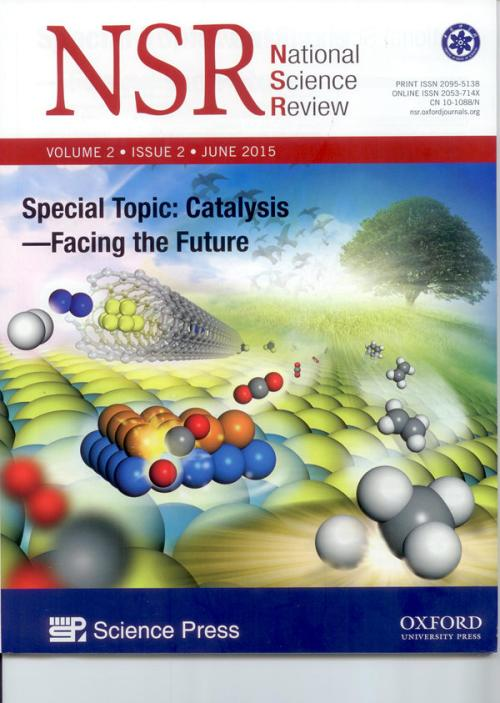 NSR
National
Science
Review
PRINT ISSN 2095-5138
ONLINE ISSN 2053-714X
CN 10-1088/N
nsr.oxfordjournals.org
VOLUME 2 • ISSUE 2 • JUNE 2015
Special Topic: Catalysis
—Facing the Future
Science Press
OXFORD
UNIVERSITY PRESS